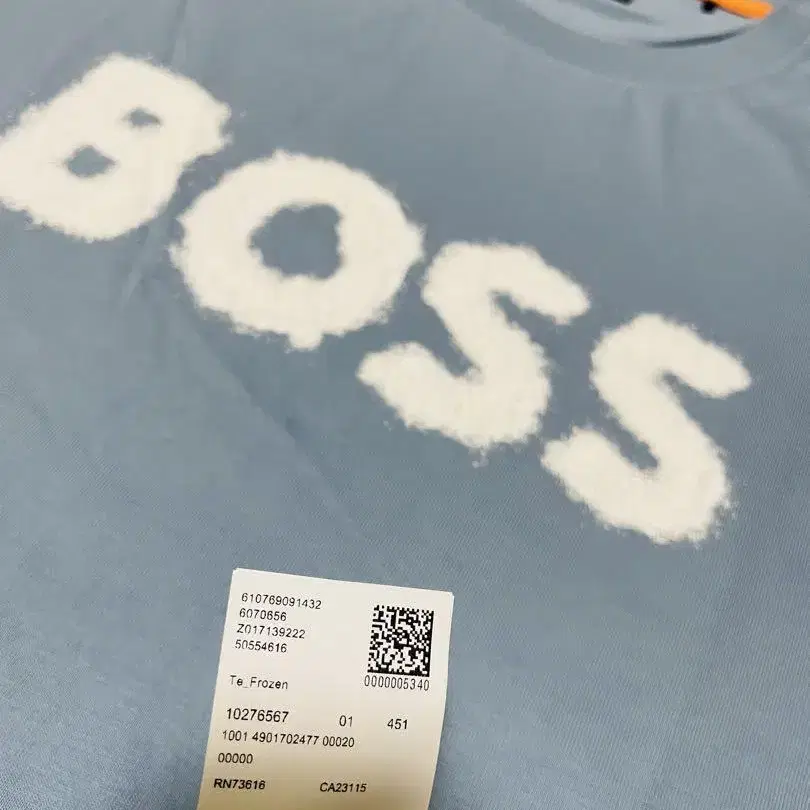 BOSS
610769091432
6070656
Z017139222
50554616
0000005340
Te_Frozen
10276567 01 451
1001 4901702477 00020
00000
RN73616 CA23115